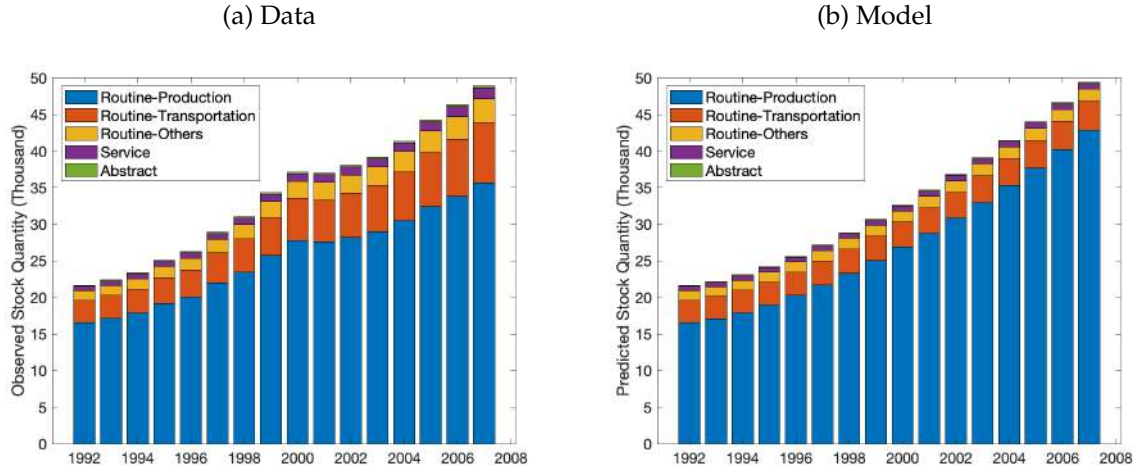 (a) Data
Observed Stock Quantity (Thousand)
50
45
40
35
30
25
20
15
10
5
0
Routine-Production
Routine-Transportation
Routine-Others
Service
Abstract
1992 1994 1996 1998 2000 2002 2004 2006 2008
(b) Model
Predicted Stock Quantity (Thousand)
50
45
40
35
30
25
20
15
10
5
0
Routine-Production
Routine-Transportation
Routine-Others
Service
Abstract
1992 1994 1996 1998 2000 2002 2004 2006 2008